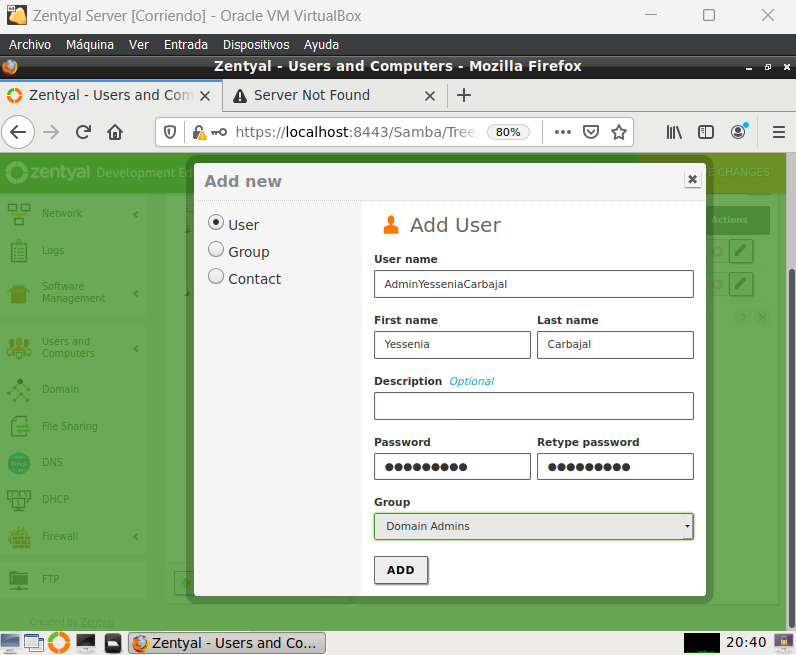 Zentyal Server [Corriendo] - Oracle VM VirtualBox
Archivo Máquina Ver Entrada Dispositivos Ayuda
Zentyal - Users and Computers - Mozilla Firefox
Zentyal - Users and Com
Server Not Found
https://localhost:8443/Samba/Tree/
80%
zentyal Development Ed
E CHANGES
Add new
Network
Logs
Software
Management
Users and
Computers
Domain
File Sharing
DNS
DHCP
Firewall
FTP
Created by Zentyal
User
Group
Contact
Add User
User name
AdminYesseniaCarbajal
First name Last name
Yessenia Carbajal
Description Optional
Password Retype password
●●●●●●●●● ●●●●●●●●●
Group
Domain Admins
ADD
Actions
Zentyal - Users and Co...
20:40